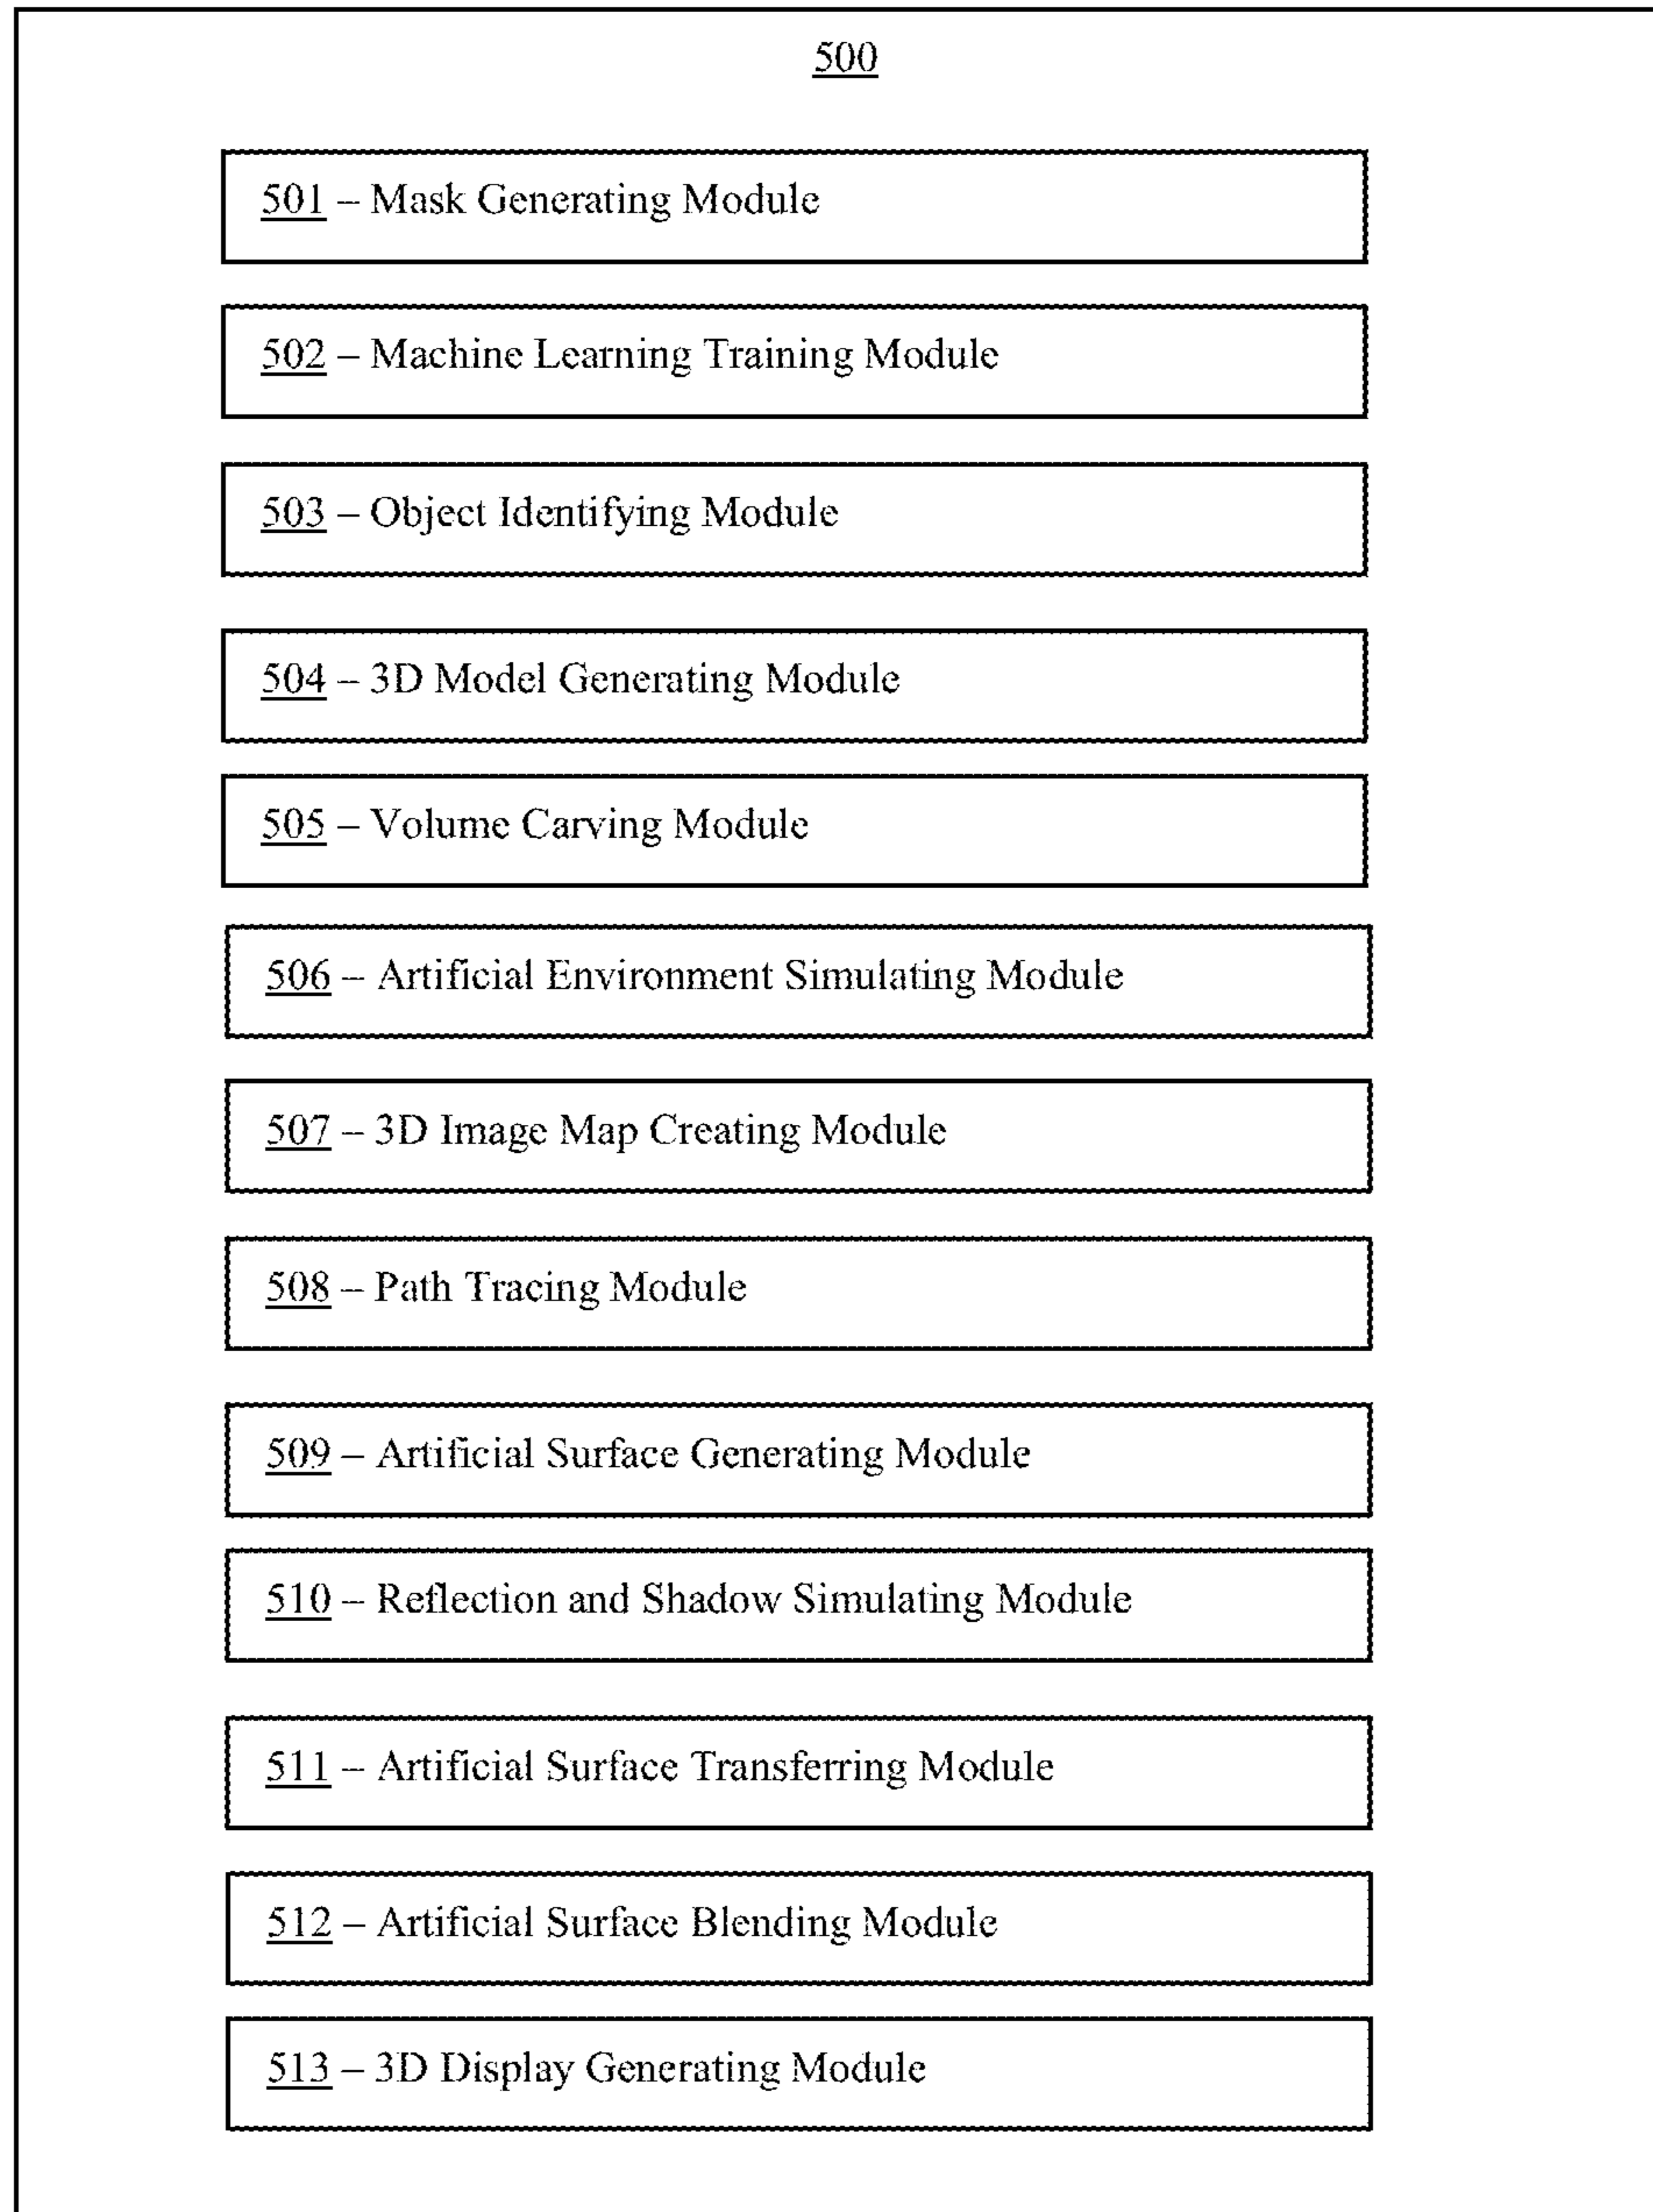 500
501 – Mask Generating Module
502 – Machine Learning Training Module
503 – Object Identifying Module
504 – 3D Model Generating Module
505 – Volume Carving Module
506 – Artificial Environment Simulating Module
507 – 3D Image Map Creating Module
508 – Path Tracing Module
509 – Artificial Surface Generating Module
510 – Reflection and Shadow Simulating Module
511 – Artificial Surface Transferring Module
512 – Artificial Surface Blending Module
513 – 3D Display Generating Module